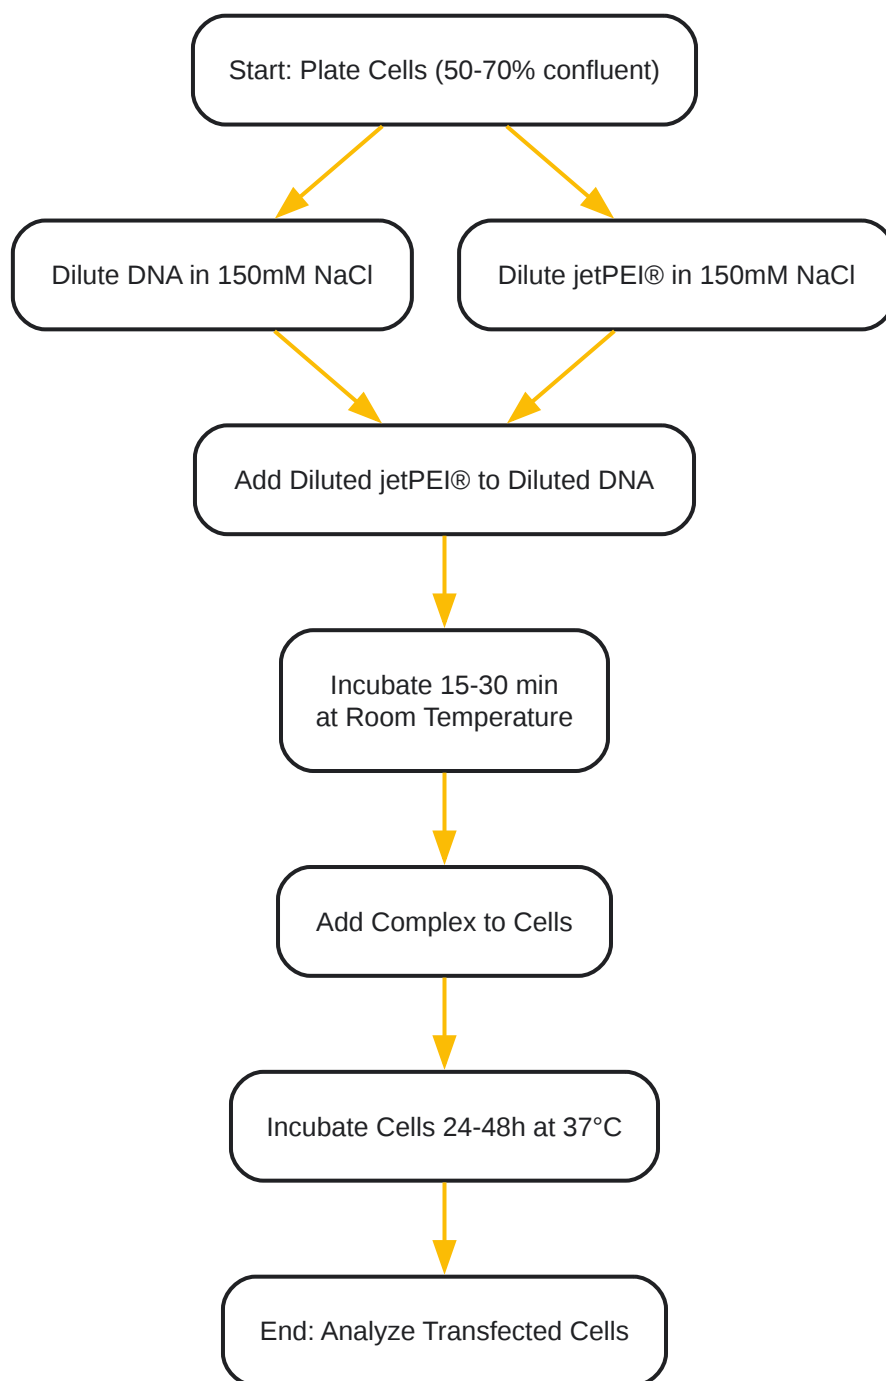 Start: Plate Cells (50-70% confluent)
Dilute DNA in 150mM NaCl
Dilute jetPEI® in 150mM NaCl
Add Diluted jetPEI® to Diluted DNA
Incubate 15-30 min
at Room Temperature
Add Complex to Cells
Incubate Cells 24-48h at 37°C
End: Analyze Transfected Cells